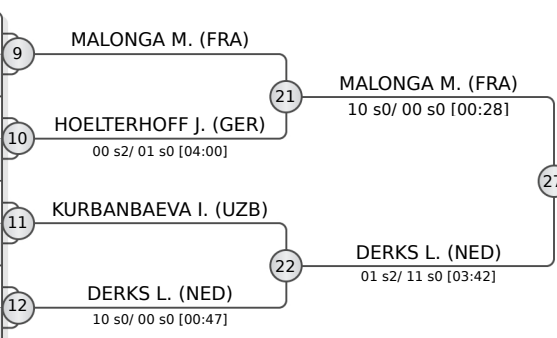 9
MALONGA M. (FRA)
21
MALONGA M. (FRA)
10 s0/ 00 s0 [00:28]
10
HOELTERHOFF J. (GER)
00 s2/ 01 s0 [04:00]
27
11
KURBANBAEVA I. (UZB)
22
DERKS L. (NED)
01 s2/ 11 s0 [03:42]
12
DERKS L. (NED)
10 s0/ 00 s0 [00:47]